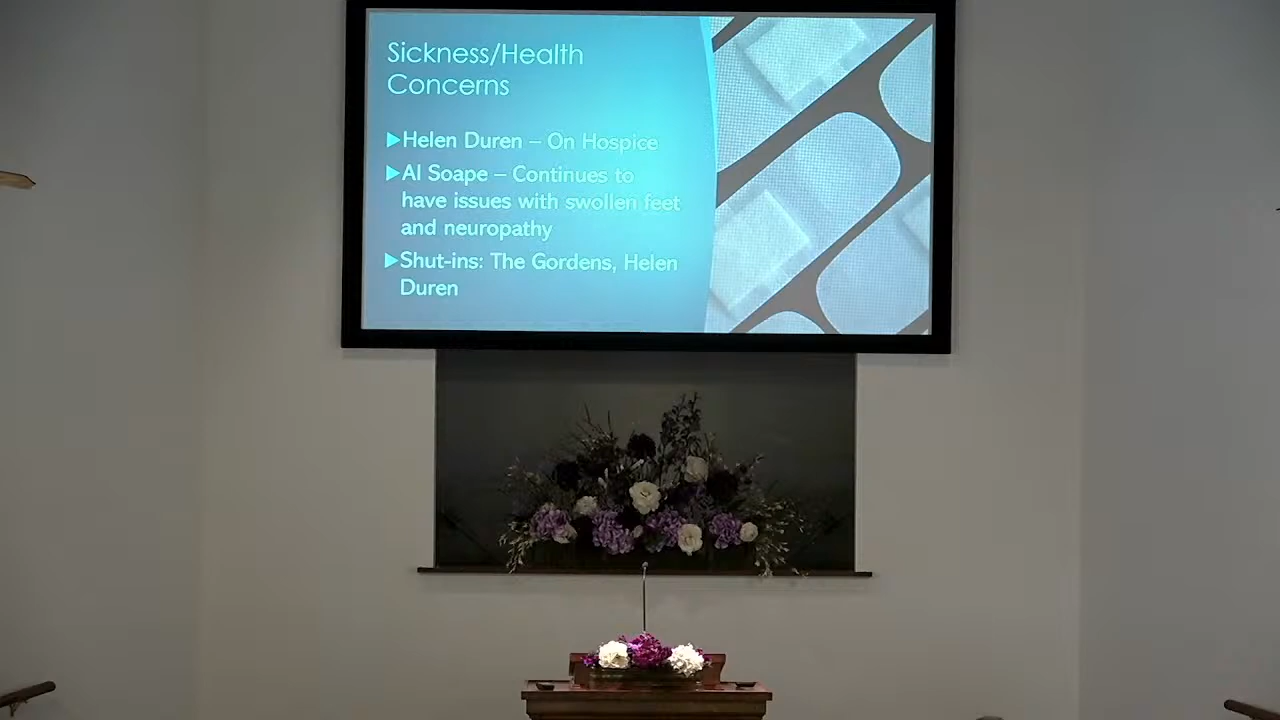 Sickness/Health
Concerns
▶Helen Duren – On Hospice
▶Al Soape – Continues to
have issues with swollen feet
and neuropathy
▶Shut-ins: The Gordens, Helen
Duren